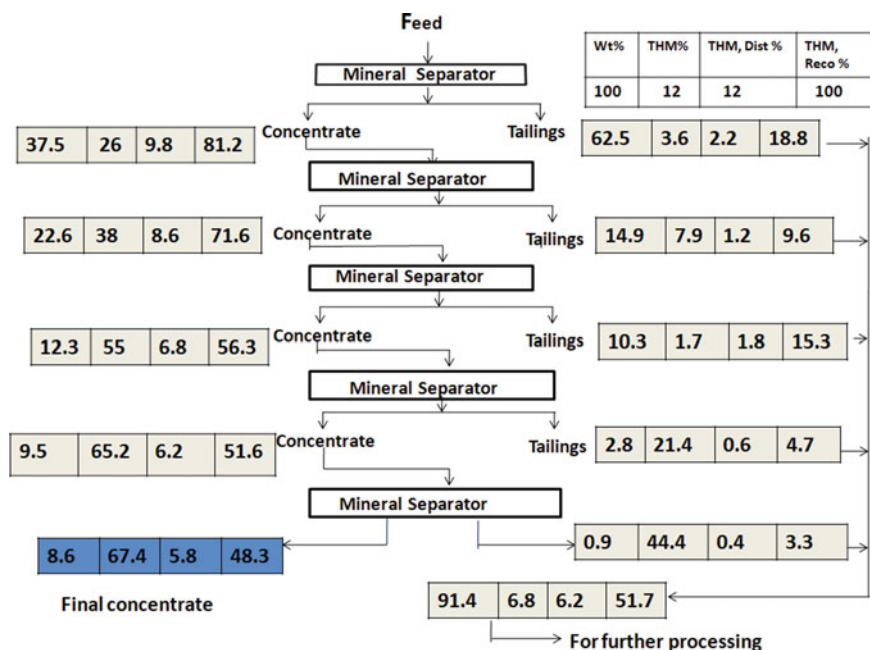 Feed
Wt% THM% THM, Dist % THM, Reco %
100 12 12 100
Mineral Separator
Concentrate Tailings
37.5 26 9.8 81.2
62.5 3.6 2.2 18.8
Mineral Separator
Concentrate Tailings
22.6 38 8.6 71.6
14.9 7.9 1.2 9.6
Mineral Separator
Concentrate Tailings
12.3 55 6.8 56.3
10.3 1.7 1.8 15.3
Mineral Separator
Concentrate Tailings
9.5 65.2 6.2 51.6
2.8 21.4 0.6 4.7
Mineral Separator
8.6 67.4 5.8 48.3
0.9 44.4 0.4 3.3
Final concentrate
91.4 6.8 6.2 51.7
For further processing